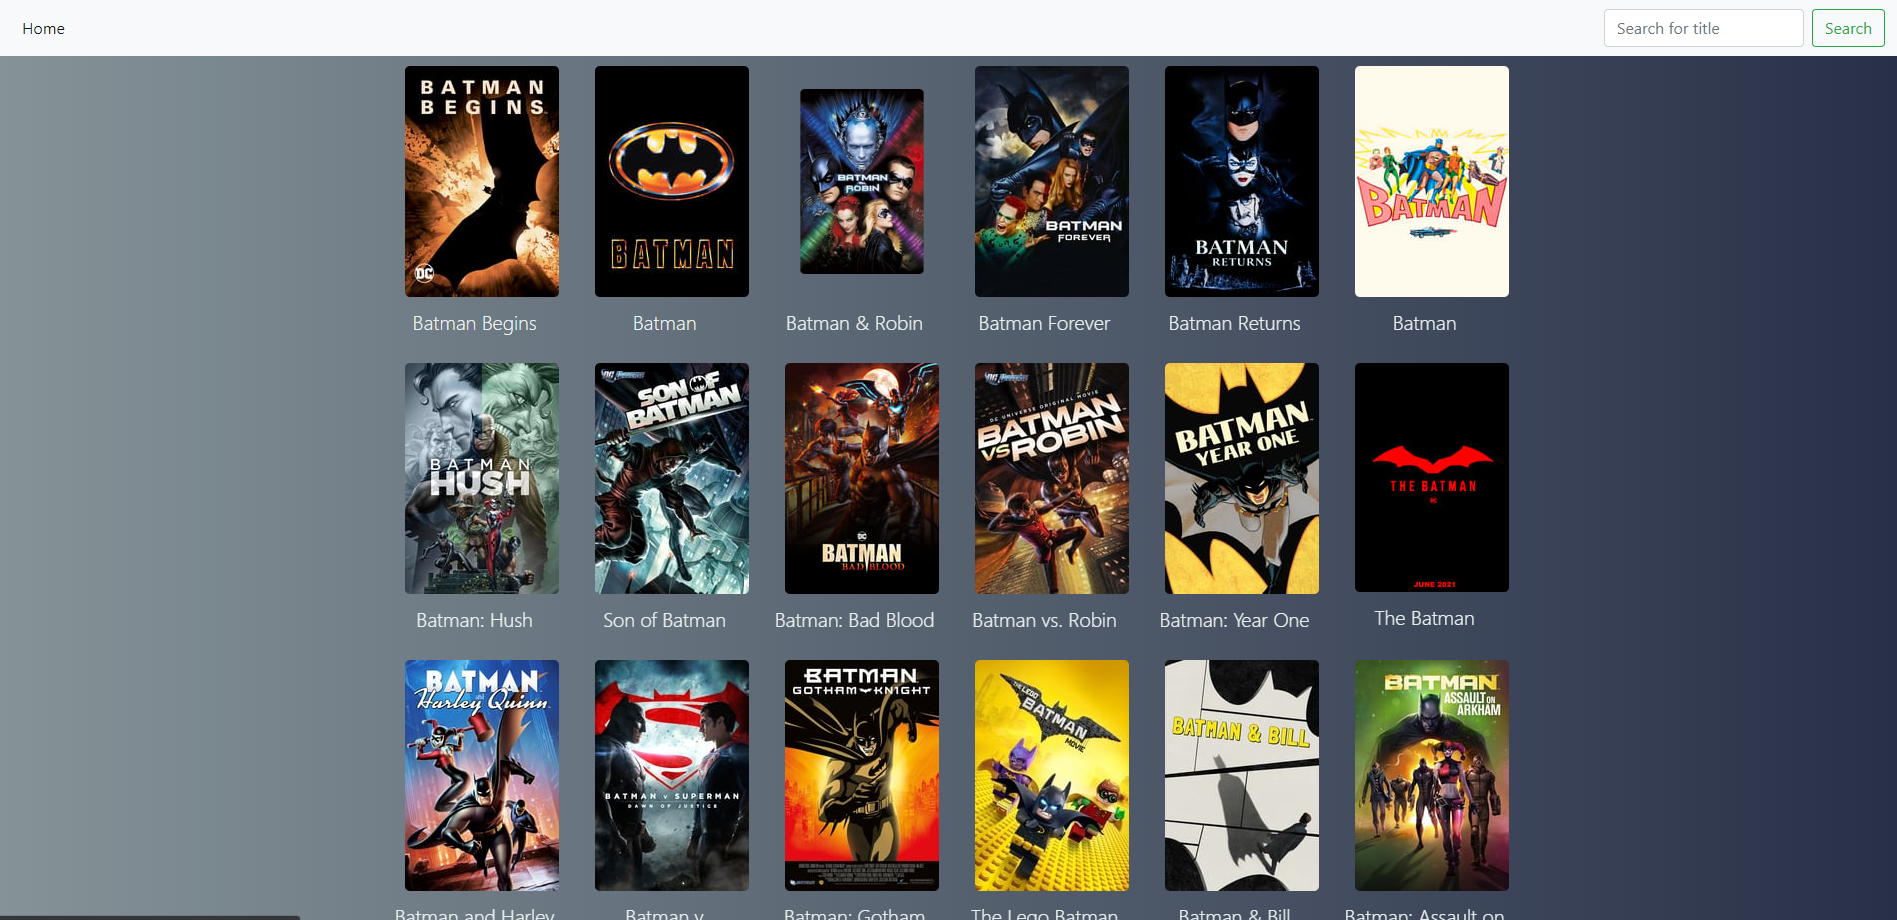 Home
Search for title
Search
BATMAN
BEGINS
DC
BATMAN
BATMAN
ROBIN
BATMAN
FOREVER
BATMAN
RETURNS
BATMAN
Batman Begins
Batman
Batman & Robin
Batman Forever
Batman Returns
Batman
BATMAN
HUSH
SON OF
BATMAN
DC
BATMAN
BAD BLOOD
DC UNIVERSE ORIGINAL MOVIE
BATMAN
VS ROBIN
BATMAN
YEAR ONE
THE BATMAN
JUNE 2021
Batman: Hush
Son of Batman
Batman: Bad Blood
Batman vs. Robin
Batman: Year One
The Batman
BATMAN
and
Harley Quinn
BATMAN V SUPERMAN
DAWN OF JUSTICE
BATMAN
GOTHAM KNIGHT
THE LEGO
BATMAN
MOVIE
BATMAN & BILL
BATMAN
ASSAULT ON
ARKHAM
Batman and Harley
Batman v
Batman: Gotham
The Lego Batman
Batman & Bill
Batman: Assault on